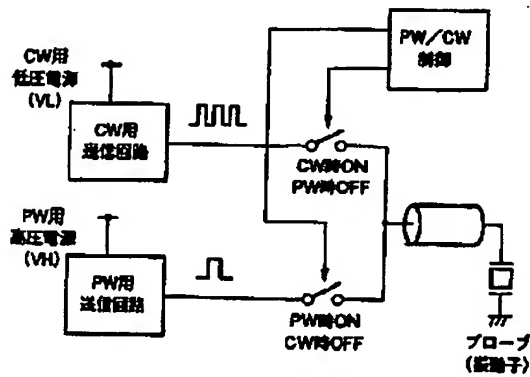 CW用
低圧電源
(VL)
CW用
送信回路
PW/CW
制御
CW時ON
PW時OFF
PW用
高圧電源
(VH)
PW用
送信回路
PW時ON
CW時OFF
プローブ
(振動子)